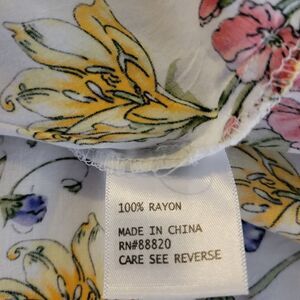 100% RAYON
MADE IN CHINA
RN#88820
CARE SEE REVERSE